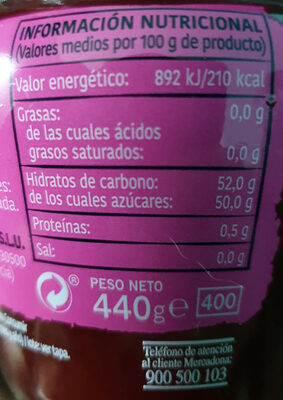 INFORMACIÓN NUTRICIONAL
(Valores medios por 100 g de producto)
Valor energético: 892 kJ/210 kcal
Grasas: 0,0 g
de las cuales ácidos
grasos saturados: 0,0 g
Hidratos de carbono: 52,0 g
de los cuales azúcares: 50,0 g
Proteínas: 0,5 g
Sal: 0,0 g
S.L.U.
30500
PESO NETO
440g e 400
®
Teléfono de atención
al cliente Mercadona:
900 500 103